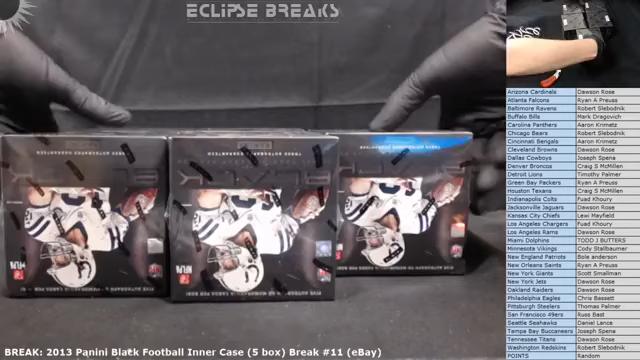 ECLIPSE BREAKS
Arizona Cardinals Dawson Rose
Atlanta Falcons Ryan A Preuss
Baltimore Ravens Robert Slebodnik
Buffalo Bills Mark Dragovich
Carolina Panthers Aaron Krimetz
Chicago Bears Robert Slebodnik
Cincinnati Bengals Aaron Krimetz
Cleveland Browns Dawson Rose
Dallas Cowboys Joseph Spena
Denver Broncos Craig S McMillen
Detroit Lions Timothy Palmer
Green Bay Packers Ryan A Preuss
Houston Texans Craig S McMillen
Indianapolis Colts Fuad Khoury
Jacksonville Jaguars Dawson Rose
Kansas City Chiefs Lewi Mayfield
Los Angeles Chargers Fuad Khoury
Los Angeles Rams Dawson Rose
Miami Dolphins TODD J BUTTERS
Minnesota Vikings Cody Stallbaumer
New England Patriots Bole anderson
New Orleans Saints Ryan A Preuss
New York Giants Scott Smallman
New York Jets Dawson Rose
Oakland Raiders Dawson Rose
Philadelphia Eagles Chris Bassett
Pittsburgh Steelers Thomas Palmer
San Francisco 49ers Russ East
Seattle Seahawks Daniel Lance
Tampa Bay Buccaneers Joseph Spena
Tennessee Titans Dawson Rose
Washington Redskins Robert Slebodnik
POINTS Random
BREAK: 2013 Panini Black Football Inner Case (5 box) Break #11 (eBay)